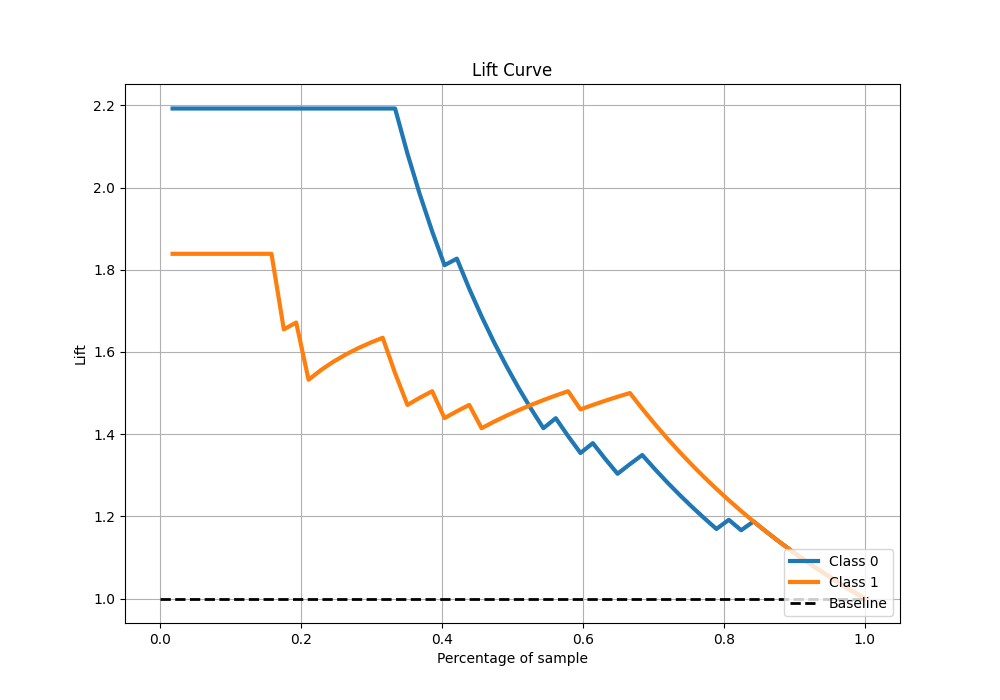 Lift Curve
Lift
2.2
2.0
1.8
1.6
1.4
1.2
1.0
0.0 0.2 0.4 0.6 0.8 1.0
Percentage of sample
Class 0
Class 1
Baseline